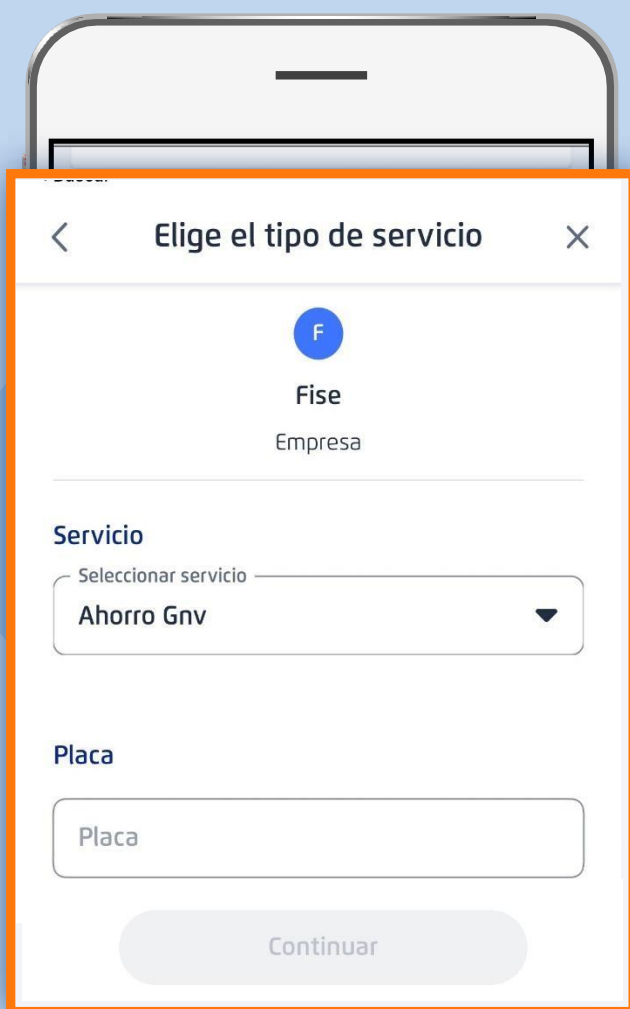 Elige el tipo de servicio
F
Fise
Empresa
Servicio
Seleccionar servicio
Ahorro Gnv
Placa
Placa
Continuar